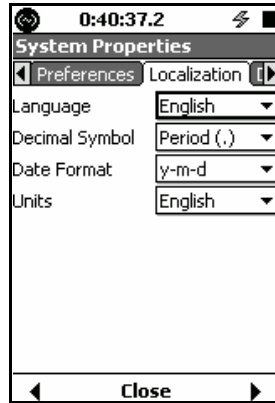 0:40:37.2
System Properties
Preferences Localization
Language English
Decimal Symbol Period (.)
Date Format y-m-d
Units English
Close